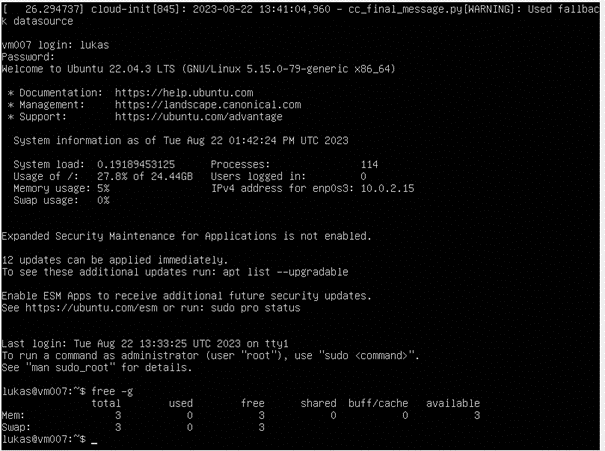 [   26.294737] cloud-init[845]: 2023-08-22 13:41:04,960 - cc_final_message.py[WARNING]: Used fallbac
k datasource
vm007 login: lukas
Password:
Welcome to Ubuntu 22.04.3 LTS (GNU/Linux 5.15.0-79-generic x86_64)
* Documentation:  https://help.ubuntu.com
* Management:     https://landscape.canonical.com
* Support:        https://ubuntu.com/advantage
System information as of Tue Aug 22 01:42:24 PM UTC 2023
System load:  0.19189453125     Processes:               114
Usage of /:   27.8% of 24.44GB  Users logged in:         0
Memory usage: 5%                IPv4 address for enp0s3: 10.0.2.15
Swap usage:   0%
Expanded Security Maintenance for Applications is not enabled.
12 updates can be applied immediately.
To see these additional updates run: apt list --upgradable
Enable ESM Apps to receive additional future security updates.
See https://ubuntu.com/esm or run: sudo pro status
Last login: Tue Aug 22 13:33:25 UTC 2023 on tty1
To run a command as administrator (user "root"), use "sudo <command>".
See "man sudo_root" for details.
lukas@vm007:~$ free -g
total        used        free      shared  buff/cache   available
Mem:               3           0           3           0           0           3
Swap:              3           0           3
lukas@vm007:~$ _